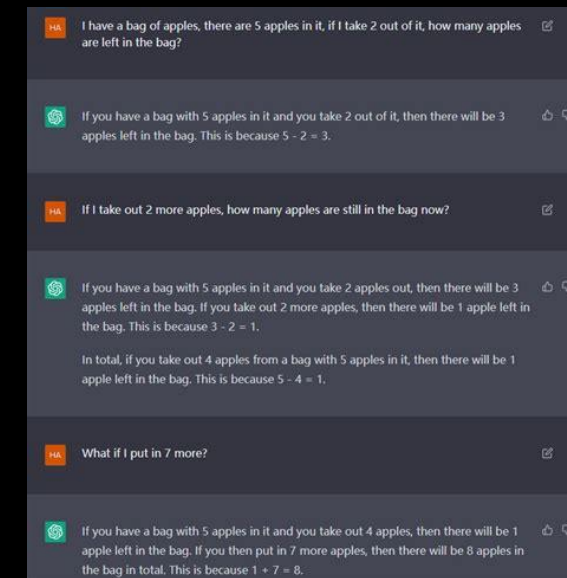 HA
I have a bag of apples, there are 5 apples in it, if I take 2 out of it, how many apples
are left in the bag?
If you have a bag with 5 apples in it and you take 2 out of it, then there will be 3
apples left in the bag. This is because 5 - 2 = 3.
HA
If I take out 2 more apples, how many apples are still in the bag now?
If you have a bag with 5 apples in it and you take 2 apples out, then there will be 3
apples left in the bag. If you take out 2 more apples, then there will be 1 apple left in
the bag. This is because 3 - 2 = 1.
In total, if you take out 4 apples from a bag with 5 apples in it, then there will be 1
apple left in the bag. This is because 5 - 4 = 1.
HA
What if I put in 7 more?
If you have a bag with 5 apples in it and you take out 4 apples, then there will be 1
apple left in the bag. If you then put in 7 more apples, then there will be 8 apples in
the bag in total. This is because 1 + 7 = 8.